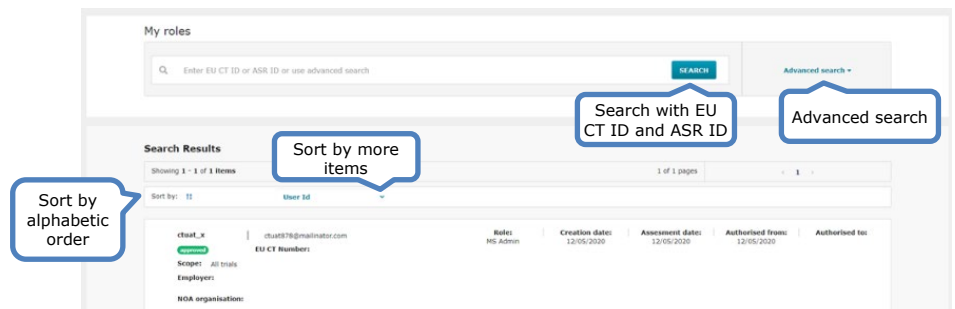 My roles
Enter EU CT ID or ASR ID or use advanced search
SEARCH
Advanced search
Search with EU
CT ID and ASR ID
Advanced search
Search Results
Sort by more
items
Showing 1 - 1 of 1 items
1 of 1 pages
1
Sort by:
User Id
Sort by
alphabetic
order
ctuat_x
ctuat878@mailinator.com
Role:
MS Admin
Creation date:
12/05/2020
Assesment date:
12/05/2020
Authorised from:
12/05/2020
Authorised to:
approved
EU CT Number:
Scope: All trials
Employer:
NOA organisation: